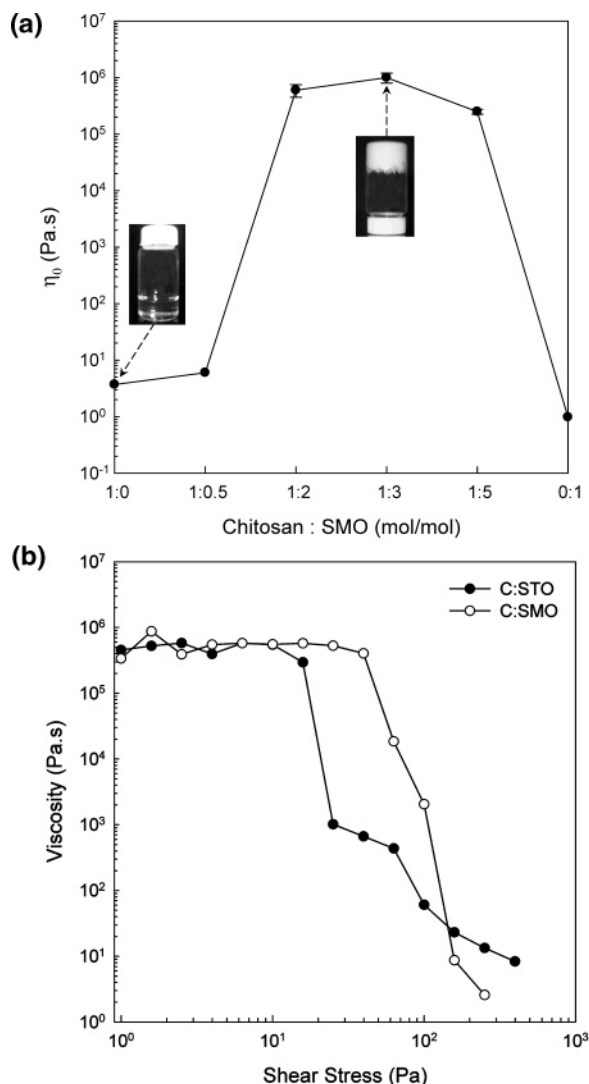 (a)
10⁷
10⁶
10⁵
10⁴
10³
10²
10¹
10⁰
10⁻¹
η₀ (Pa.s)
1:0 1:0.5 1:2 1:3 1:5 0:1
Chitosan : SMO (mol/mol)
(b)
10⁷
10⁶
10⁵
10⁴
10³
10²
10¹
10⁰
Viscosity (Pa.s)
C:STO
C:SMO
10⁰ 10¹ 10² 10³
Shear Stress (Pa)